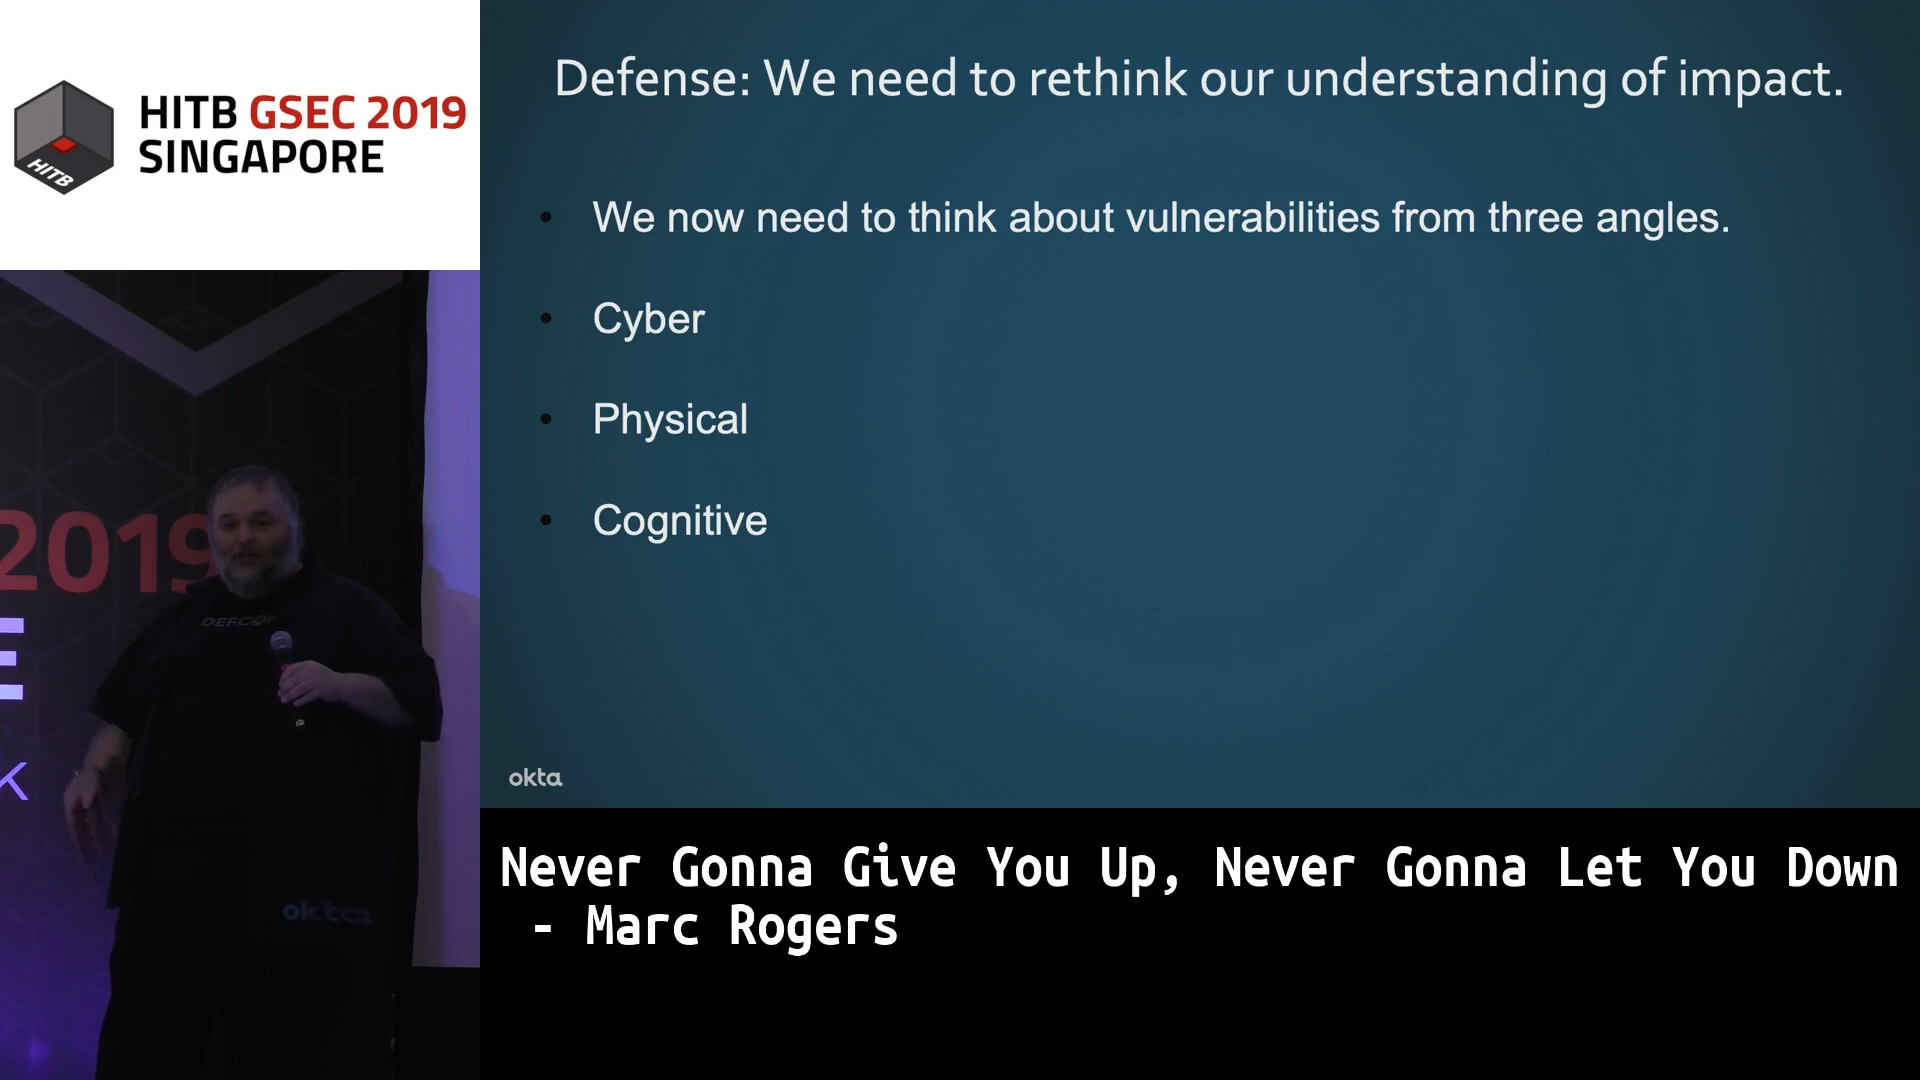 HITB GSEC 2019
SINGAPORE
HITB
Defense: We need to rethink our understanding of impact.
• We now need to think about vulnerabilities from three angles.
• Cyber
• Physical
• Cognitive
okta
2019
E
K
DEFCON
okta
Never Gonna Give You Up, Never Gonna Let You Down
- Marc Rogers